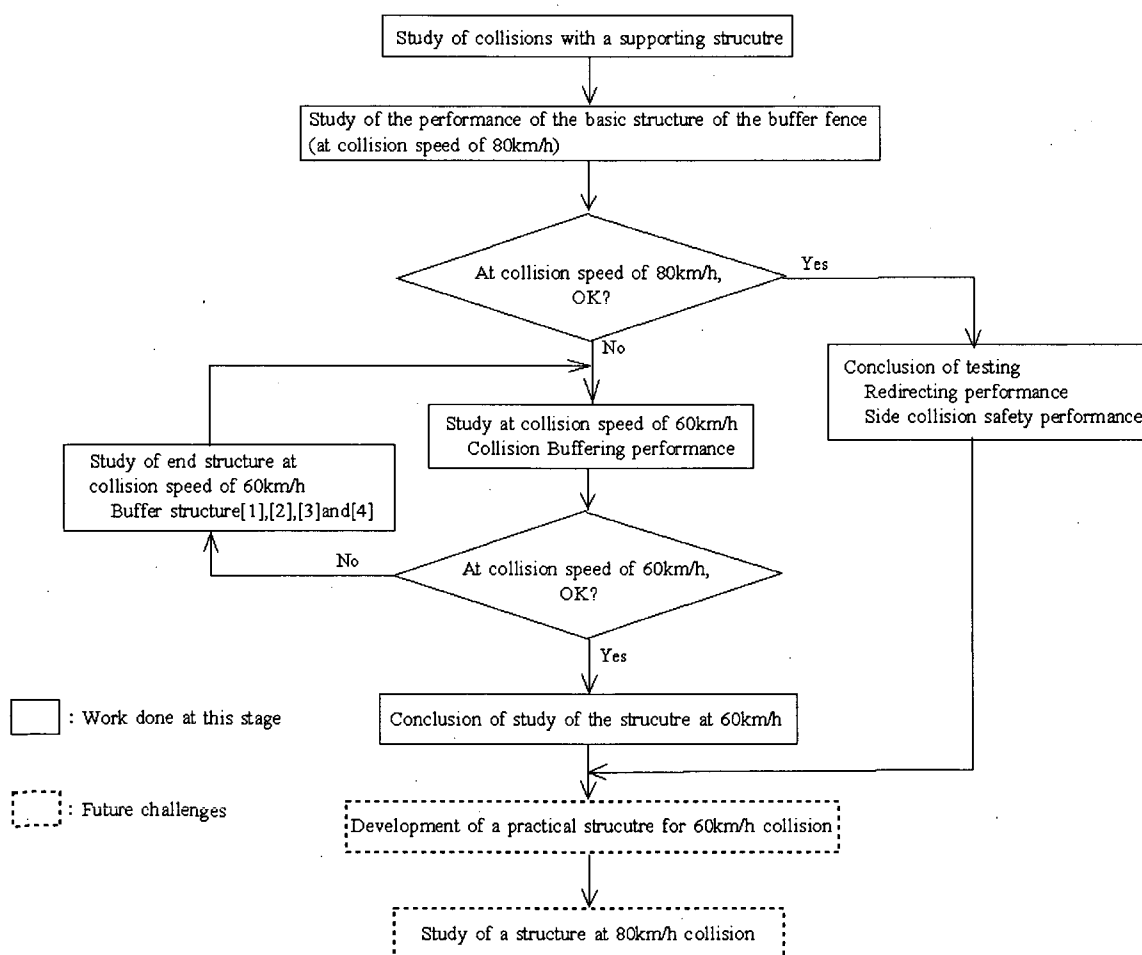 Study of collisions with a supporting strucutre
Study of the performance of the basic structure of the buffer fence
(at collision speed of 80km/h)
At collision speed of 80km/h,
OK?
Yes
No
Conclusion of testing
Redirecting performance
Side collision safety performance
Study at collision speed of 60km/h
Collision Buffering performance
Study of end structure at
collision speed of 60km/h
Buffer structure[1],[2],[3]and[4]
No
At collision speed of 60km/h,
OK?
Yes
: Work done at this stage
Conclusion of study of the strucutre at 60km/h
: Future challenges
Development of a practical strucutre for 60km/h collision
Study of a structure at 80km/h collision